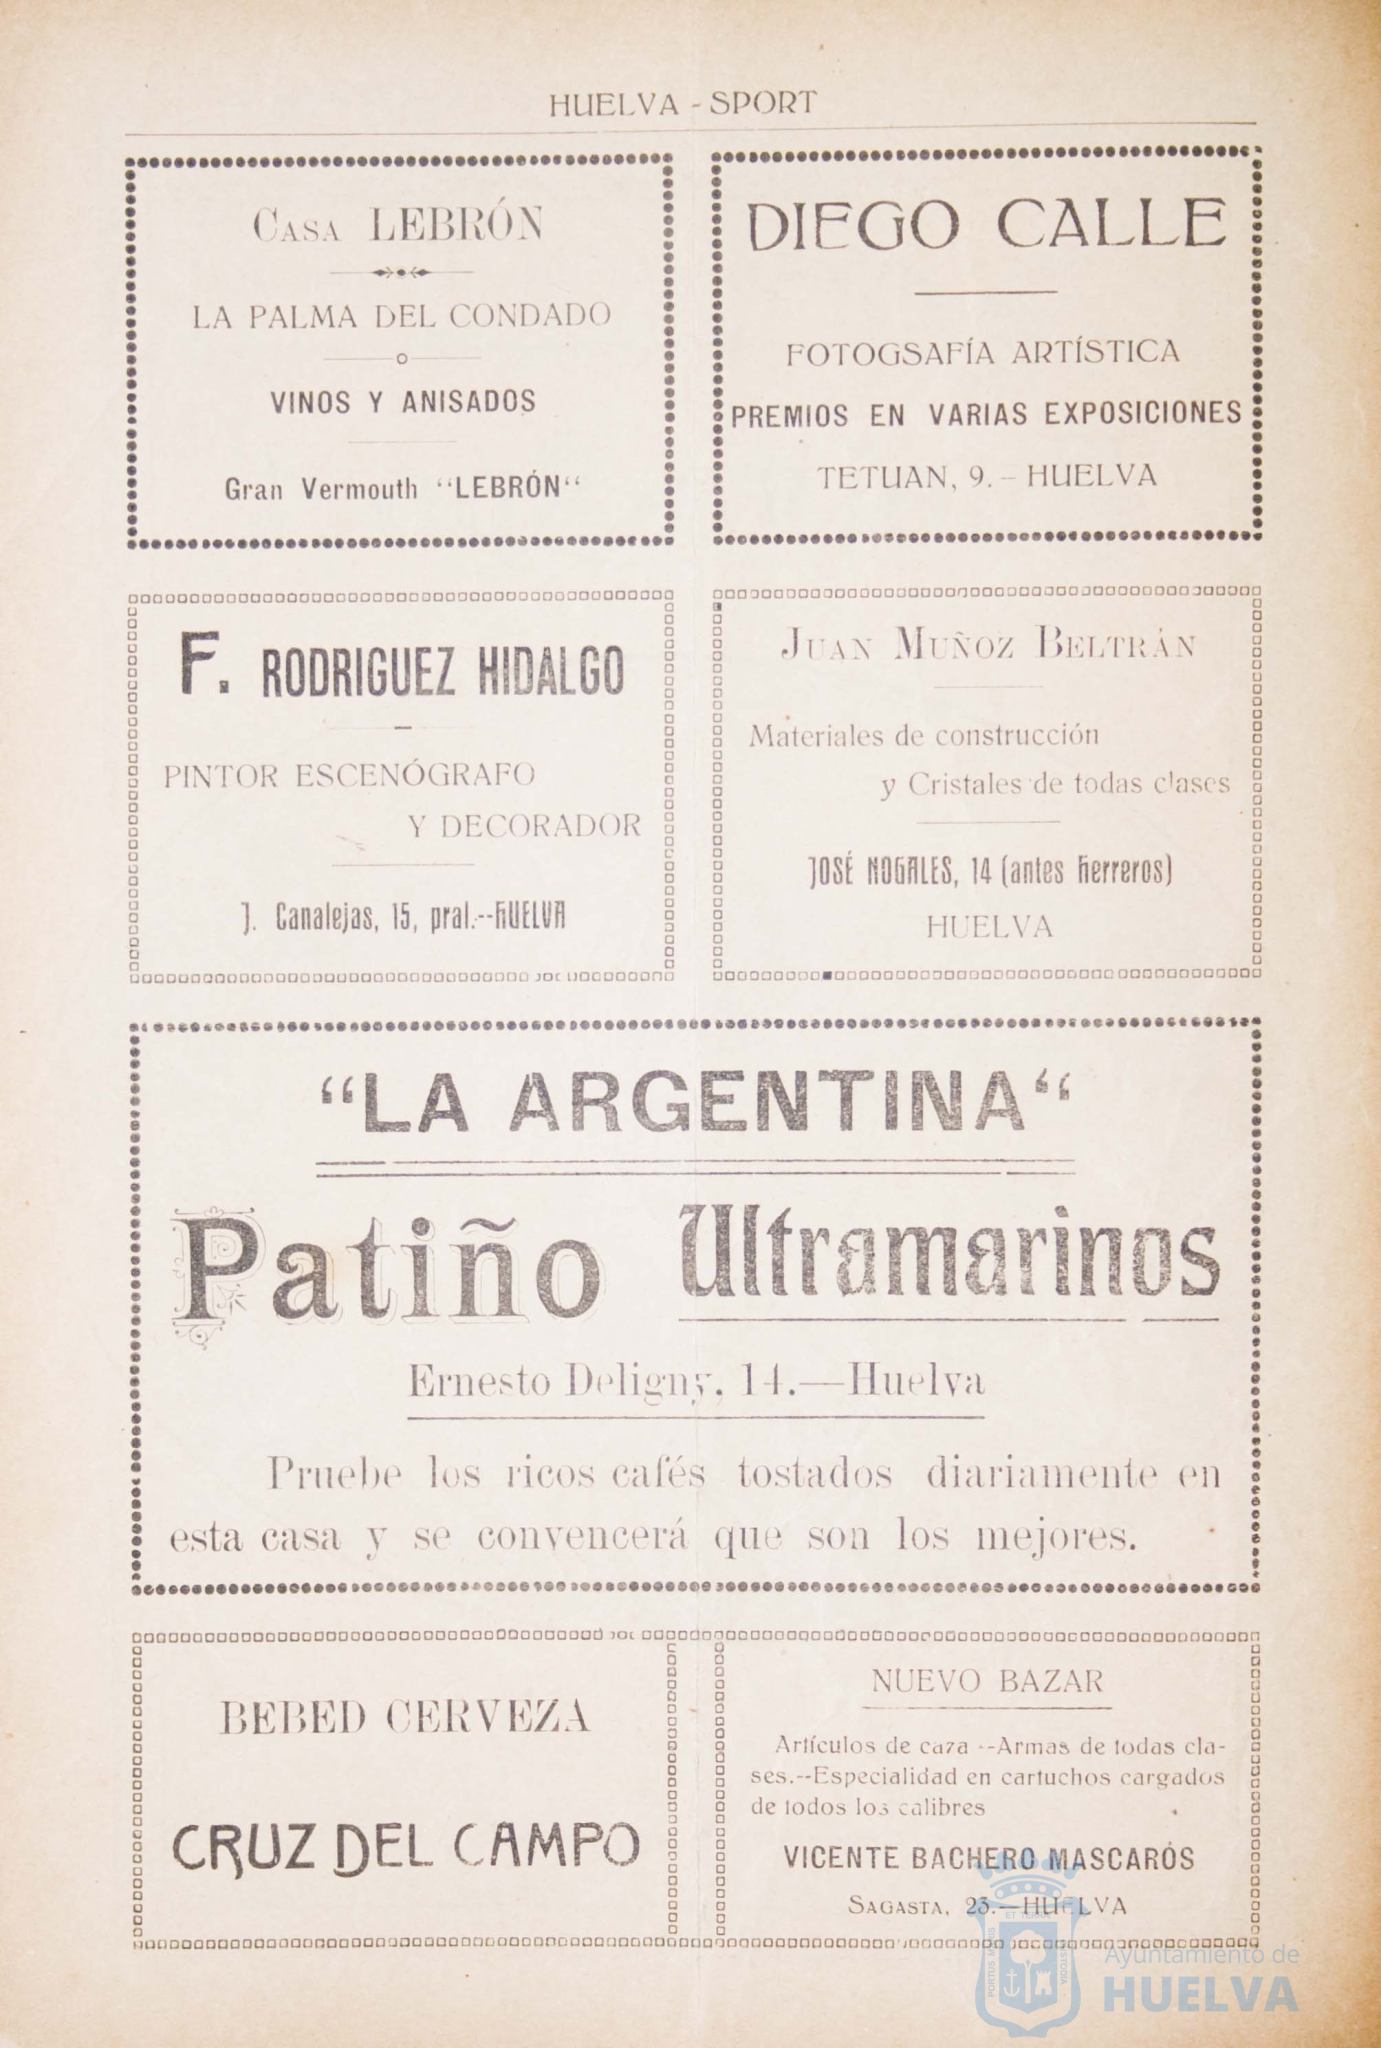 HUELVA - SPORT
CASA LEBRÓN
LA PALMA DEL CONDADO
VINOS Y ANISADOS
Gran Vermouth “LEBRÓN“
DIEGO CALLE
FOTOGSAFÍA ARTÍSTICA
PREMIOS EN VARIAS EXPOSICIONES
TETUAN, 9.- HUELVA
F. RODRIGUEZ HIDALGO
PINTOR ESCENÓGRAFO
Y DECORADOR
J. Canalejas, 15, pral.--HUELVA
JUAN MUÑOZ BELTRÁN
Materiales de construcción
y Cristales de todas clases
JOSÉ NOGALES, 14 (antes Herreros)
HUELVA
“LA ARGENTINA“
Patiño Ultramarinos
Ernesto Deligny, 14.—Huelva
Pruebe los ricos cafés tostados diariamente en
esta casa y se convencerá que son los mejores.
BEBED CERVEZA
CRUZ DEL CAMPO
NUEVO BAZAR
Artículos de caza --Armas de todas cla-
ses.--Especialidad en cartuchos cargados
de todos los calibres
VICENTE BACHERO MASCARÓS
SAGASTA, 23.—HUELVA
PORTUS MARIS ET TERRAE CUSTODIA
Ayuntamiento de
HUELVA